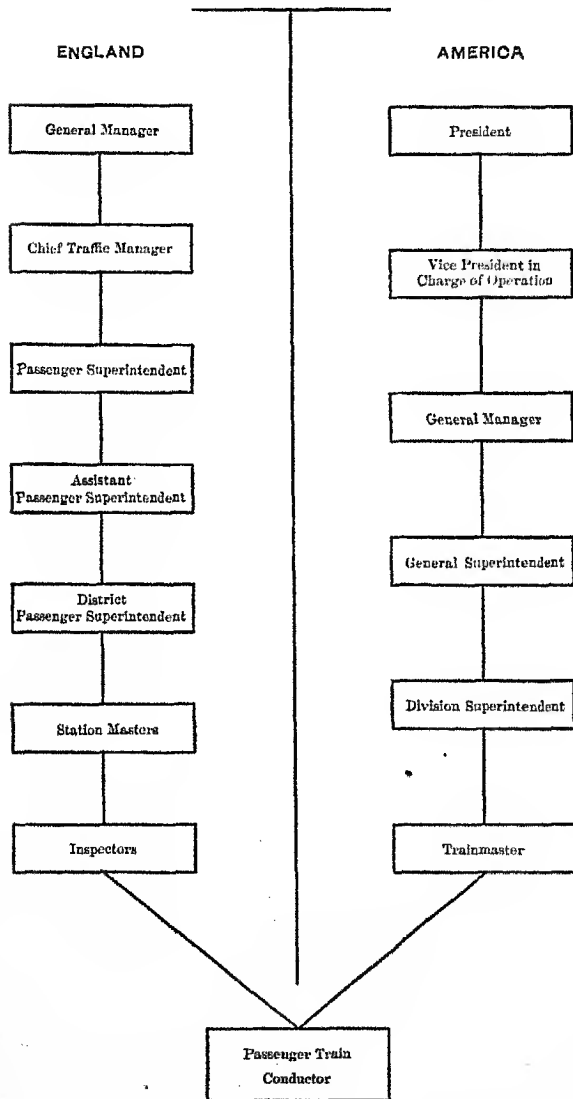 ENGLAND
General Manager
Chief Traffic Manager
Passenger Superintendent
Assistant
Passenger Superintendent
District
Passenger Superintendent
Station Masters
Inspectors
AMERICA
President
Vice President in
Charge of Operation
General Manager
General Superintendent
Division Superintendent
Trainmaster
Passenger Train
Conductor